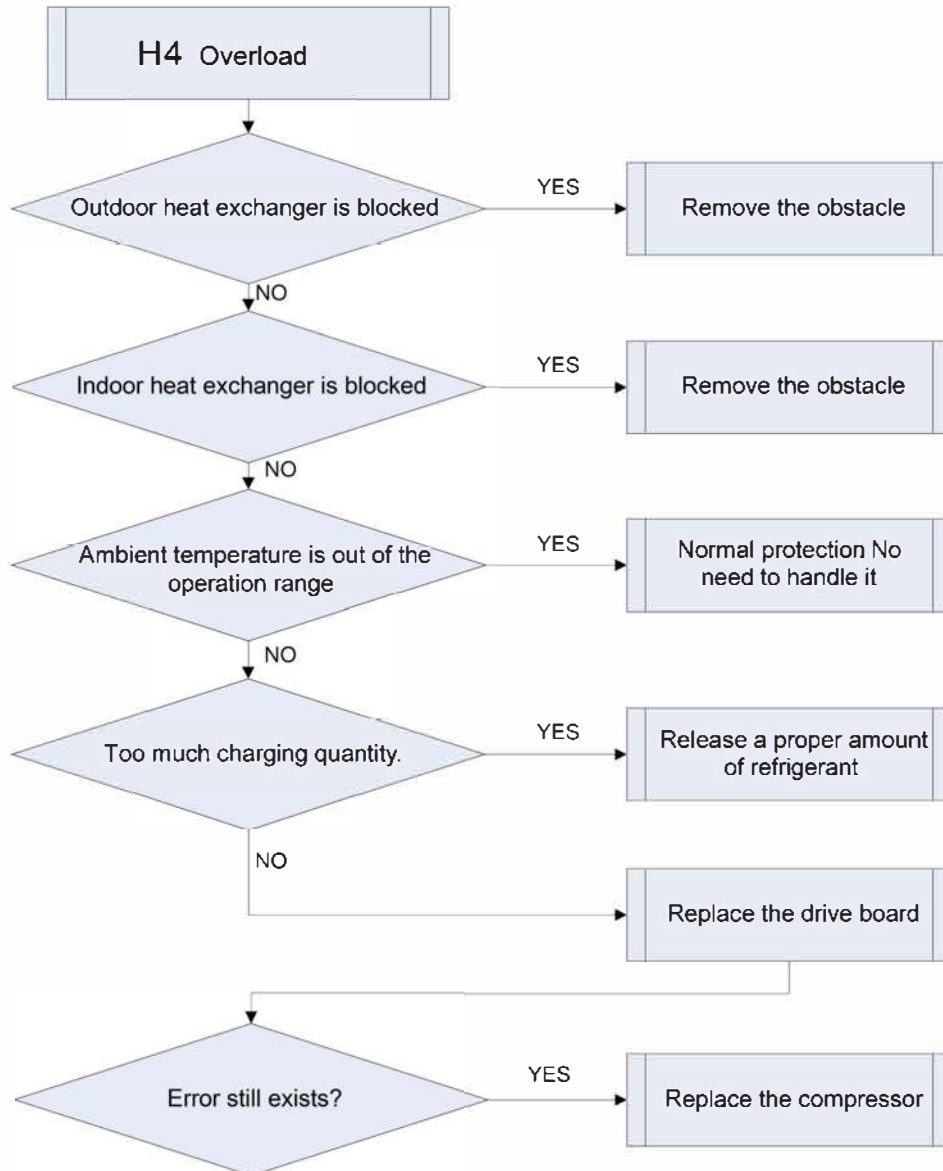 H4 Overload
Outdoor heat exchanger is blocked
YES
Remove the obstacle
NO
Indoor heat exchanger is blocked
YES
Remove the obstacle
NO
Ambient temperature is out of the
operation range
YES
Normal protection No
need to handle it
NO
Too much charging quantity.
YES
Release a proper amount
of refrigerant
NO
Replace the drive board
Error still exists?
YES
Replace the compressor